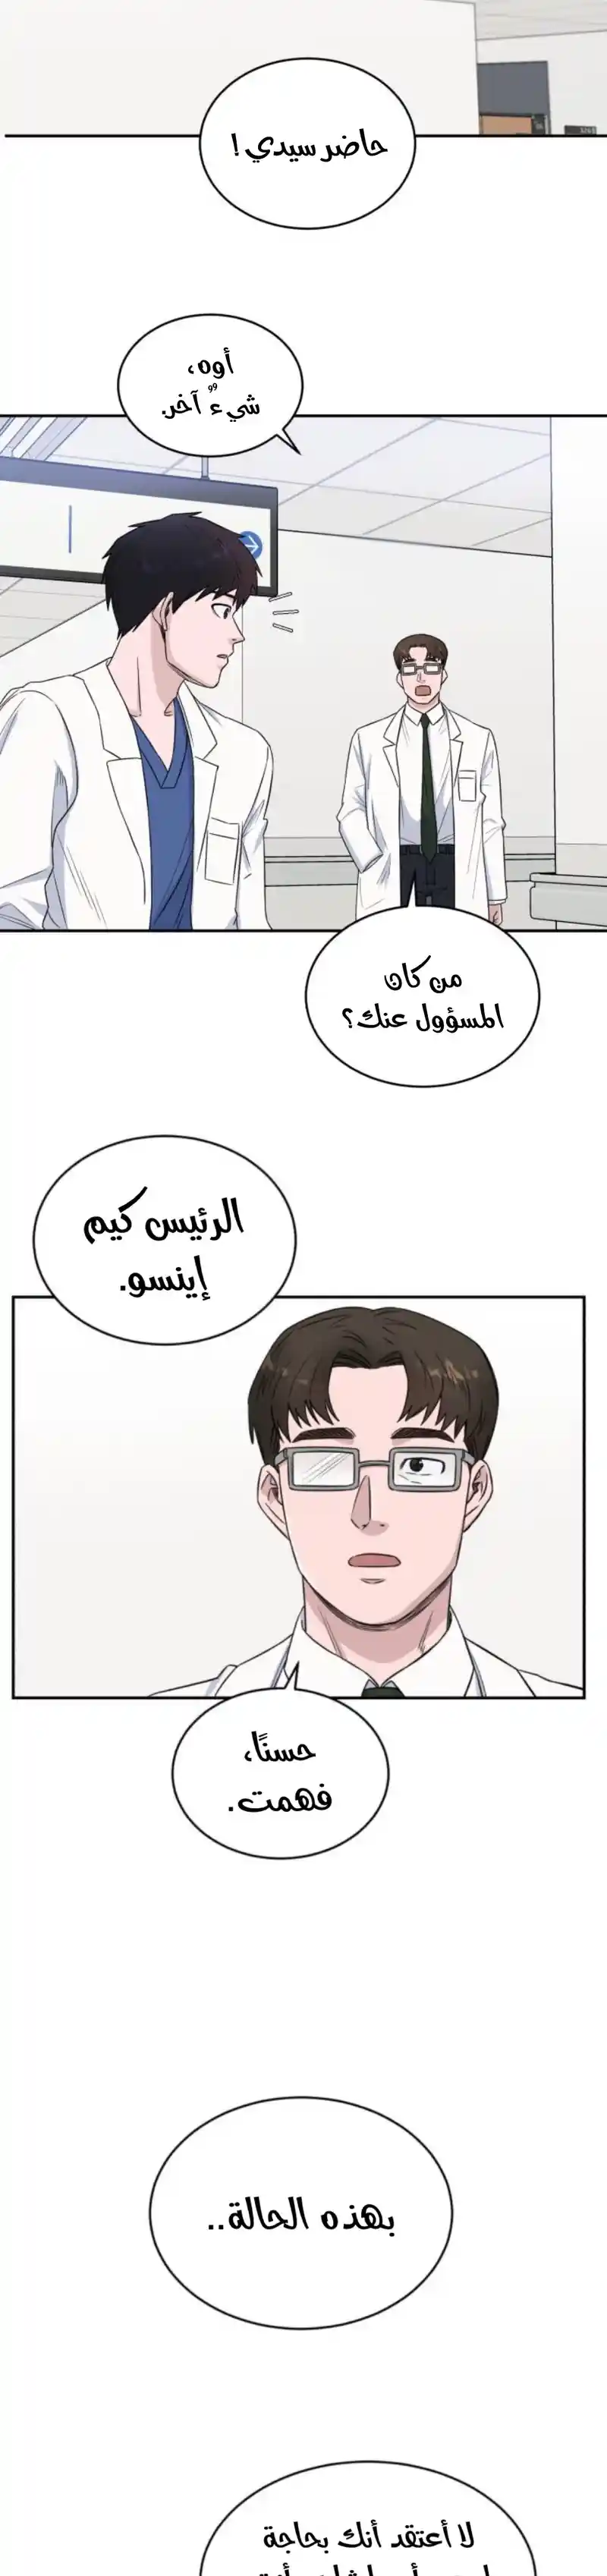 حاضر سيدي!
أوه،
شيءٌ آخر.
من كان
المسؤول عنك؟
الرئيس كيم
إينسو.
حسنًا،
فهمت.
بهذه الحالة..
لا أعتقد أنك بحاجة